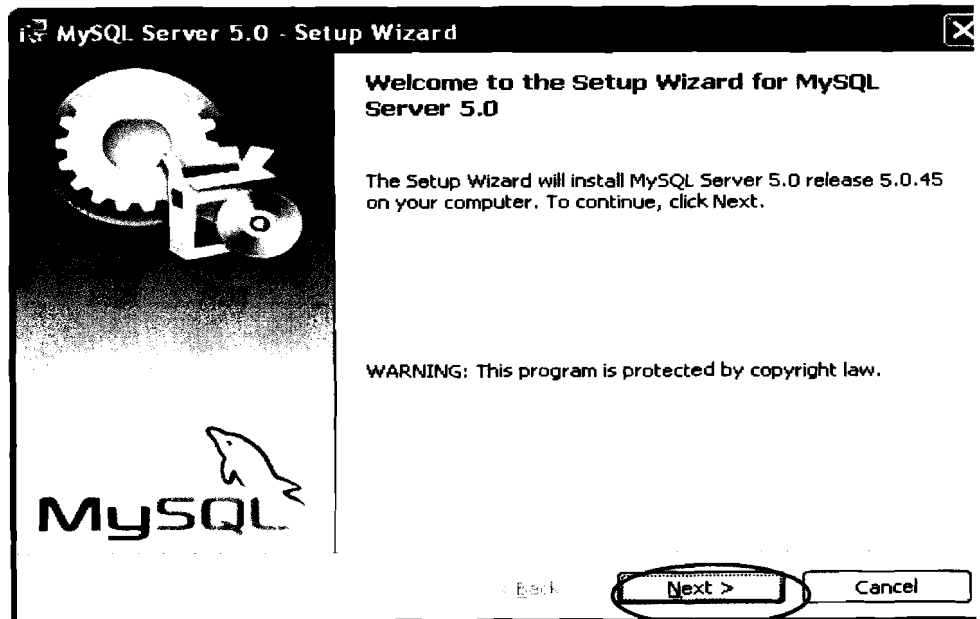 MySQL Server 5.0 - Setup Wizard
Welcome to the Setup Wizard for MySQL
Server 5.0
The Setup Wizard will install MySQL Server 5.0 release 5.0.45
on your computer. To continue, click Next.
WARNING: This program is protected by copyright law.
MySQL
< Back
Next >
Cancel